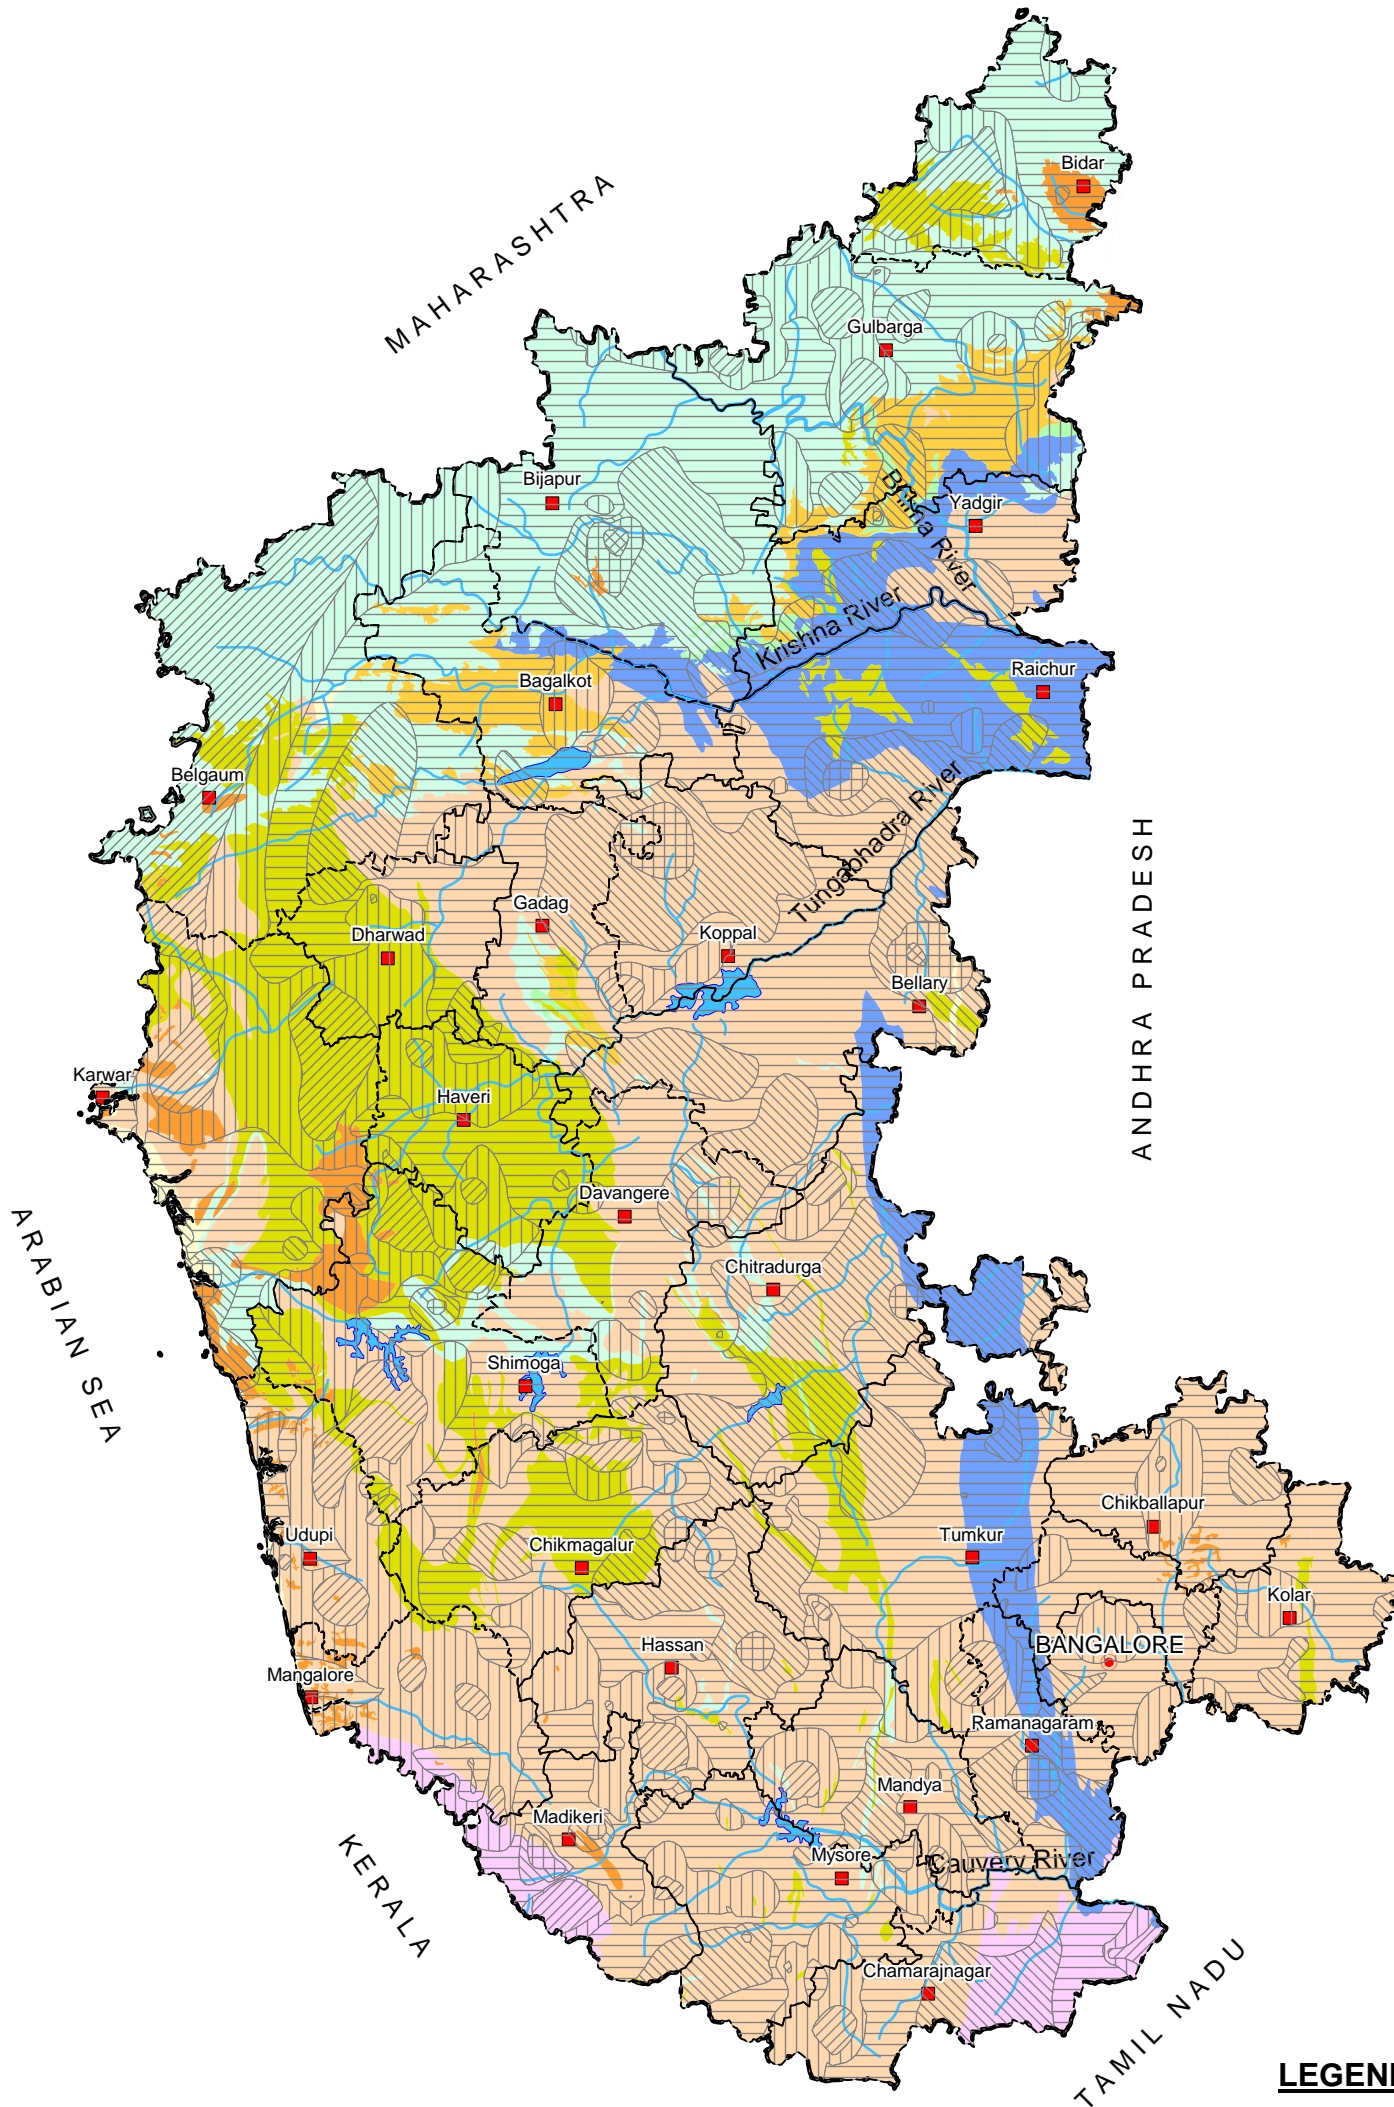 Bidar
MAHARASHTRA
Gulbarga
Bijapur
Yadgir
Bhima River
Krishna River
Raichur
Bagalkot
Belgaum
Tungabhadra River
ANDHRA PRADESH
Gadag
Dharwad
Koppal
Bellary
Karwar
Haveri
Davangere
ARABIAN SEA
Chitradurga
Shimoga
Chikballapur
Udupi
Chikmagalur
Tumkur
Kolar
Hassan
BANGALORE
Mangalore
Ramanagaram
Mandya
Madikeri
Mysore
Cauvery River
KERALA
Chamarajnagar
TAMIL NADU